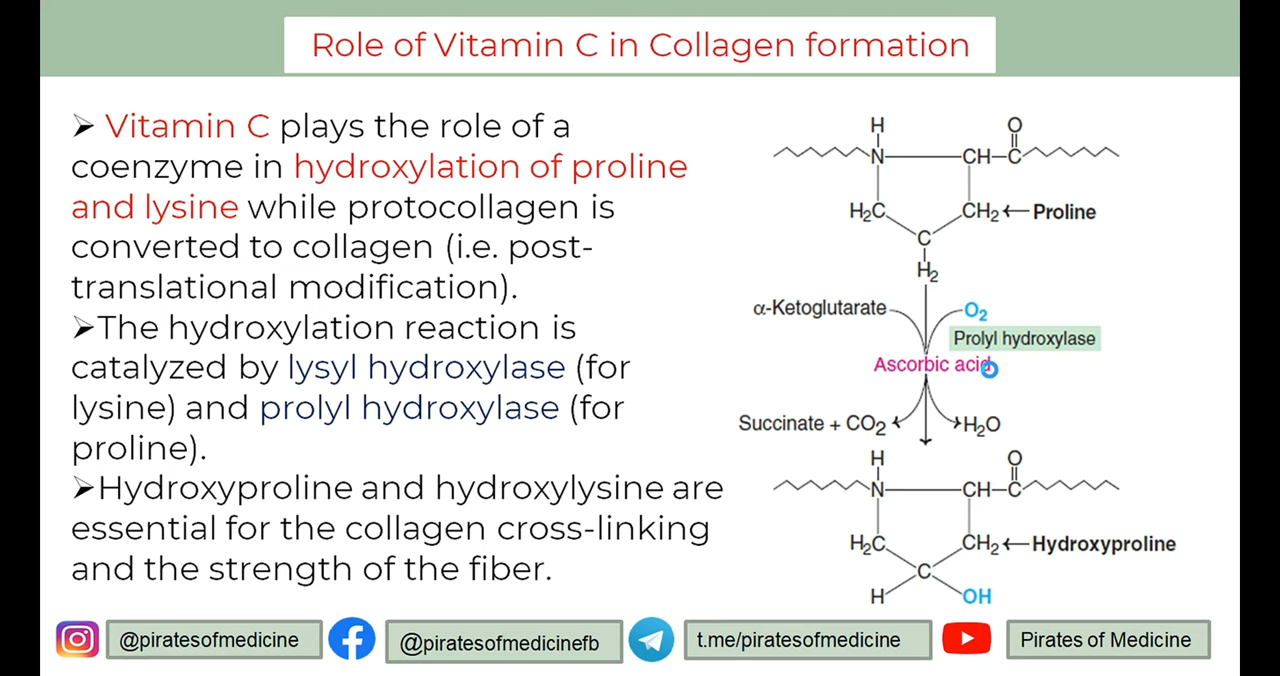 Role of Vitamin C in Collagen formation
➤ Vitamin C plays the role of a
coenzyme in hydroxylation of proline
and lysine while protocollagen is
converted to collagen (i.e. post-
translational modification).
➤The hydroxylation reaction is
catalyzed by lysyl hydroxylase (for
lysine) and prolyl hydroxylase (for
proline).
➤Hydroxyproline and hydroxylysine are
essential for the collagen cross-linking
and the strength of the fiber.
H O
N CH–C
H₂C CH₂ ← Proline
C
H₂
α-Ketoglutarate O₂
Prolyl hydroxylase
Ascorbic acid
Succinate + CO₂ H₂O
H O
N CH–C
H₂C CH₂ ← Hydroxyproline
C
H OH
@piratesofmedicine @piratesofmedicinefb t.me/piratesofmedicine Pirates of Medicine